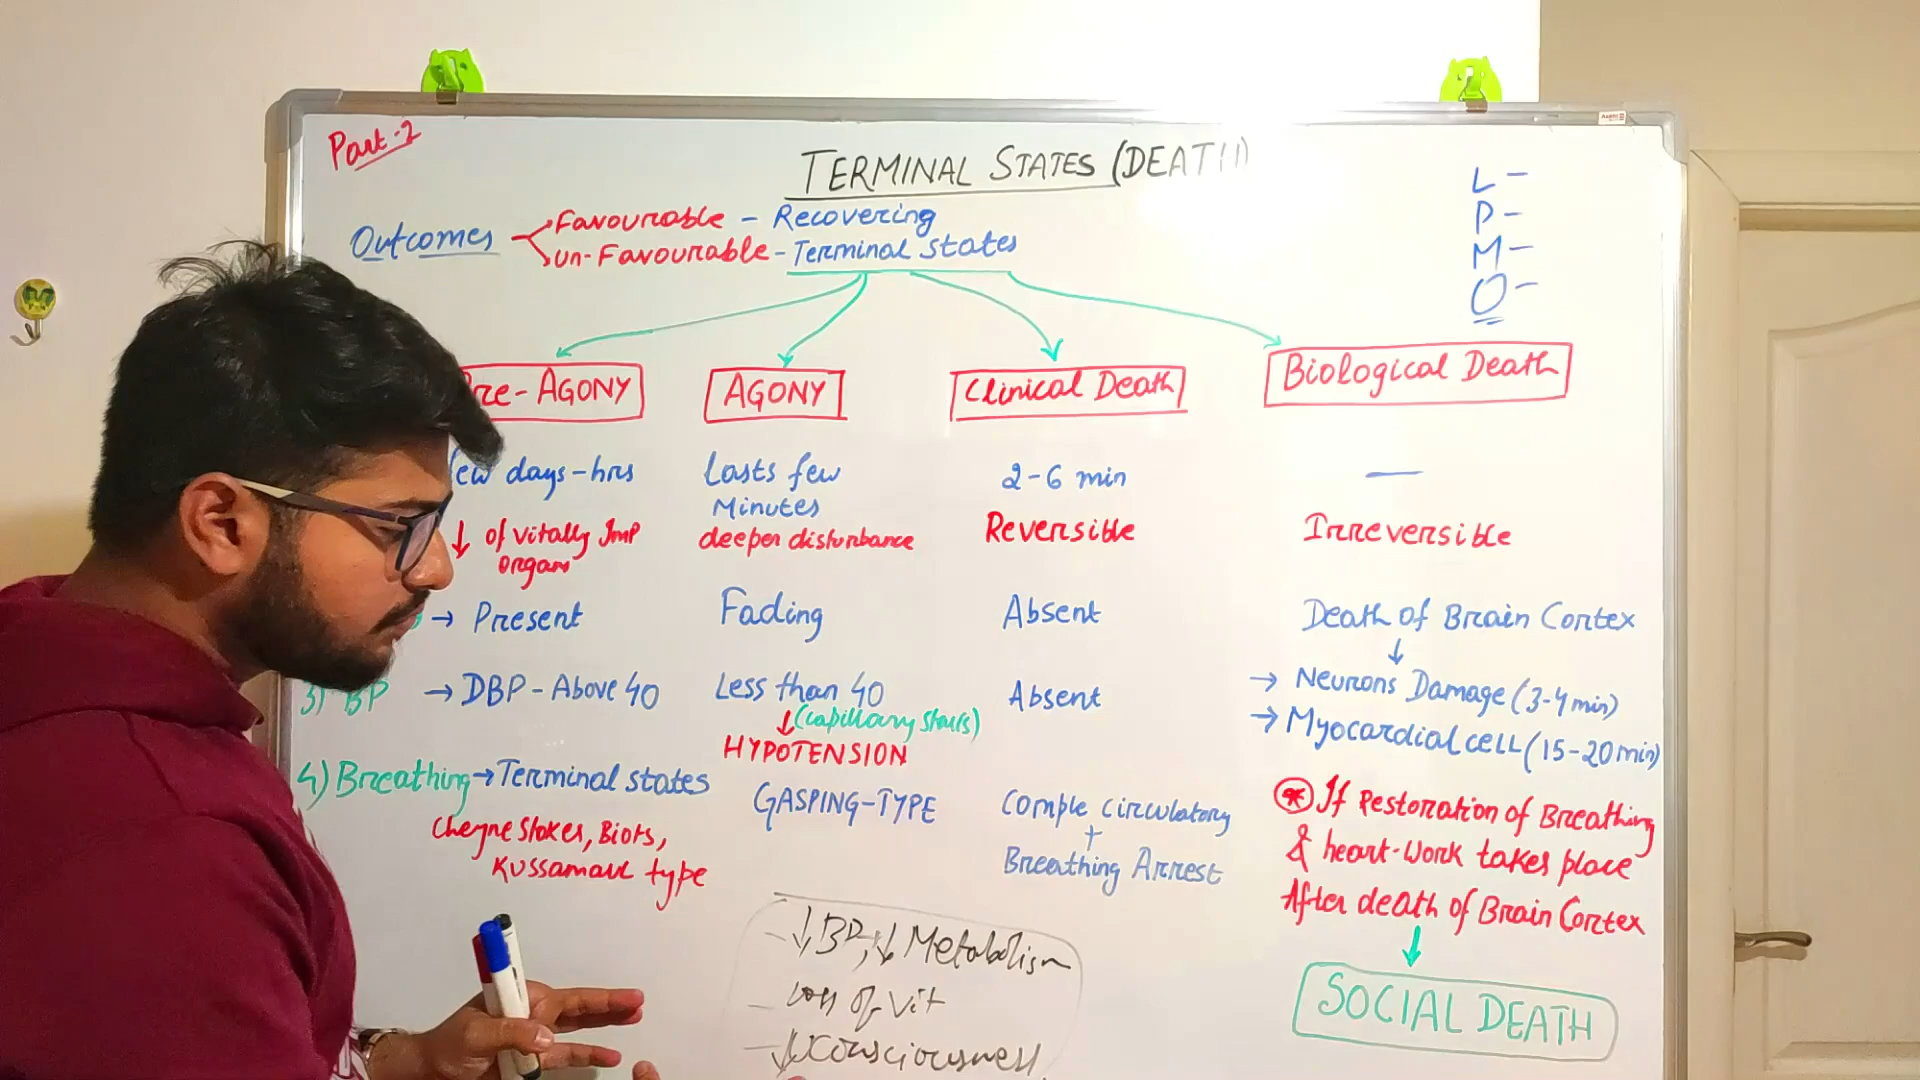 Part-2
TERMINAL STATES (DEATH)
L -
P -
M -
O -
Outcomes
Favourable - Recovering
un-Favourable - Terminal states
Pre-AGONY
AGONY
Clinical Death
Biological Death
few days-hrs
↓ of vitally Imp
organs
→ Present
3) BP → DBP - Above 40
4) Breathing → Terminal states
Cheyne Stokes, Biots,
Kussamaul type
Lasts few
Minutes
deeper disturbance
Fading
Less than 40
↓ (capillary stasis)
HYPOTENSION
GASPING-TYPE
2-6 min
Reversible
Absent
Absent
Comple circulatory
+
Breathing Arrest
—
Irreversible
Death of Brain Cortex
↓
→ Neurons Damage (3-4 min)
→ Myocardial cell (15-20 min)
* If Restoration of Breathing
& heart-work takes place
After death of Brain Cortex
↓
SOCIAL DEATH
- ↓BP, ↓ Metabolism
- loss of Vit
- ↓Consciousness